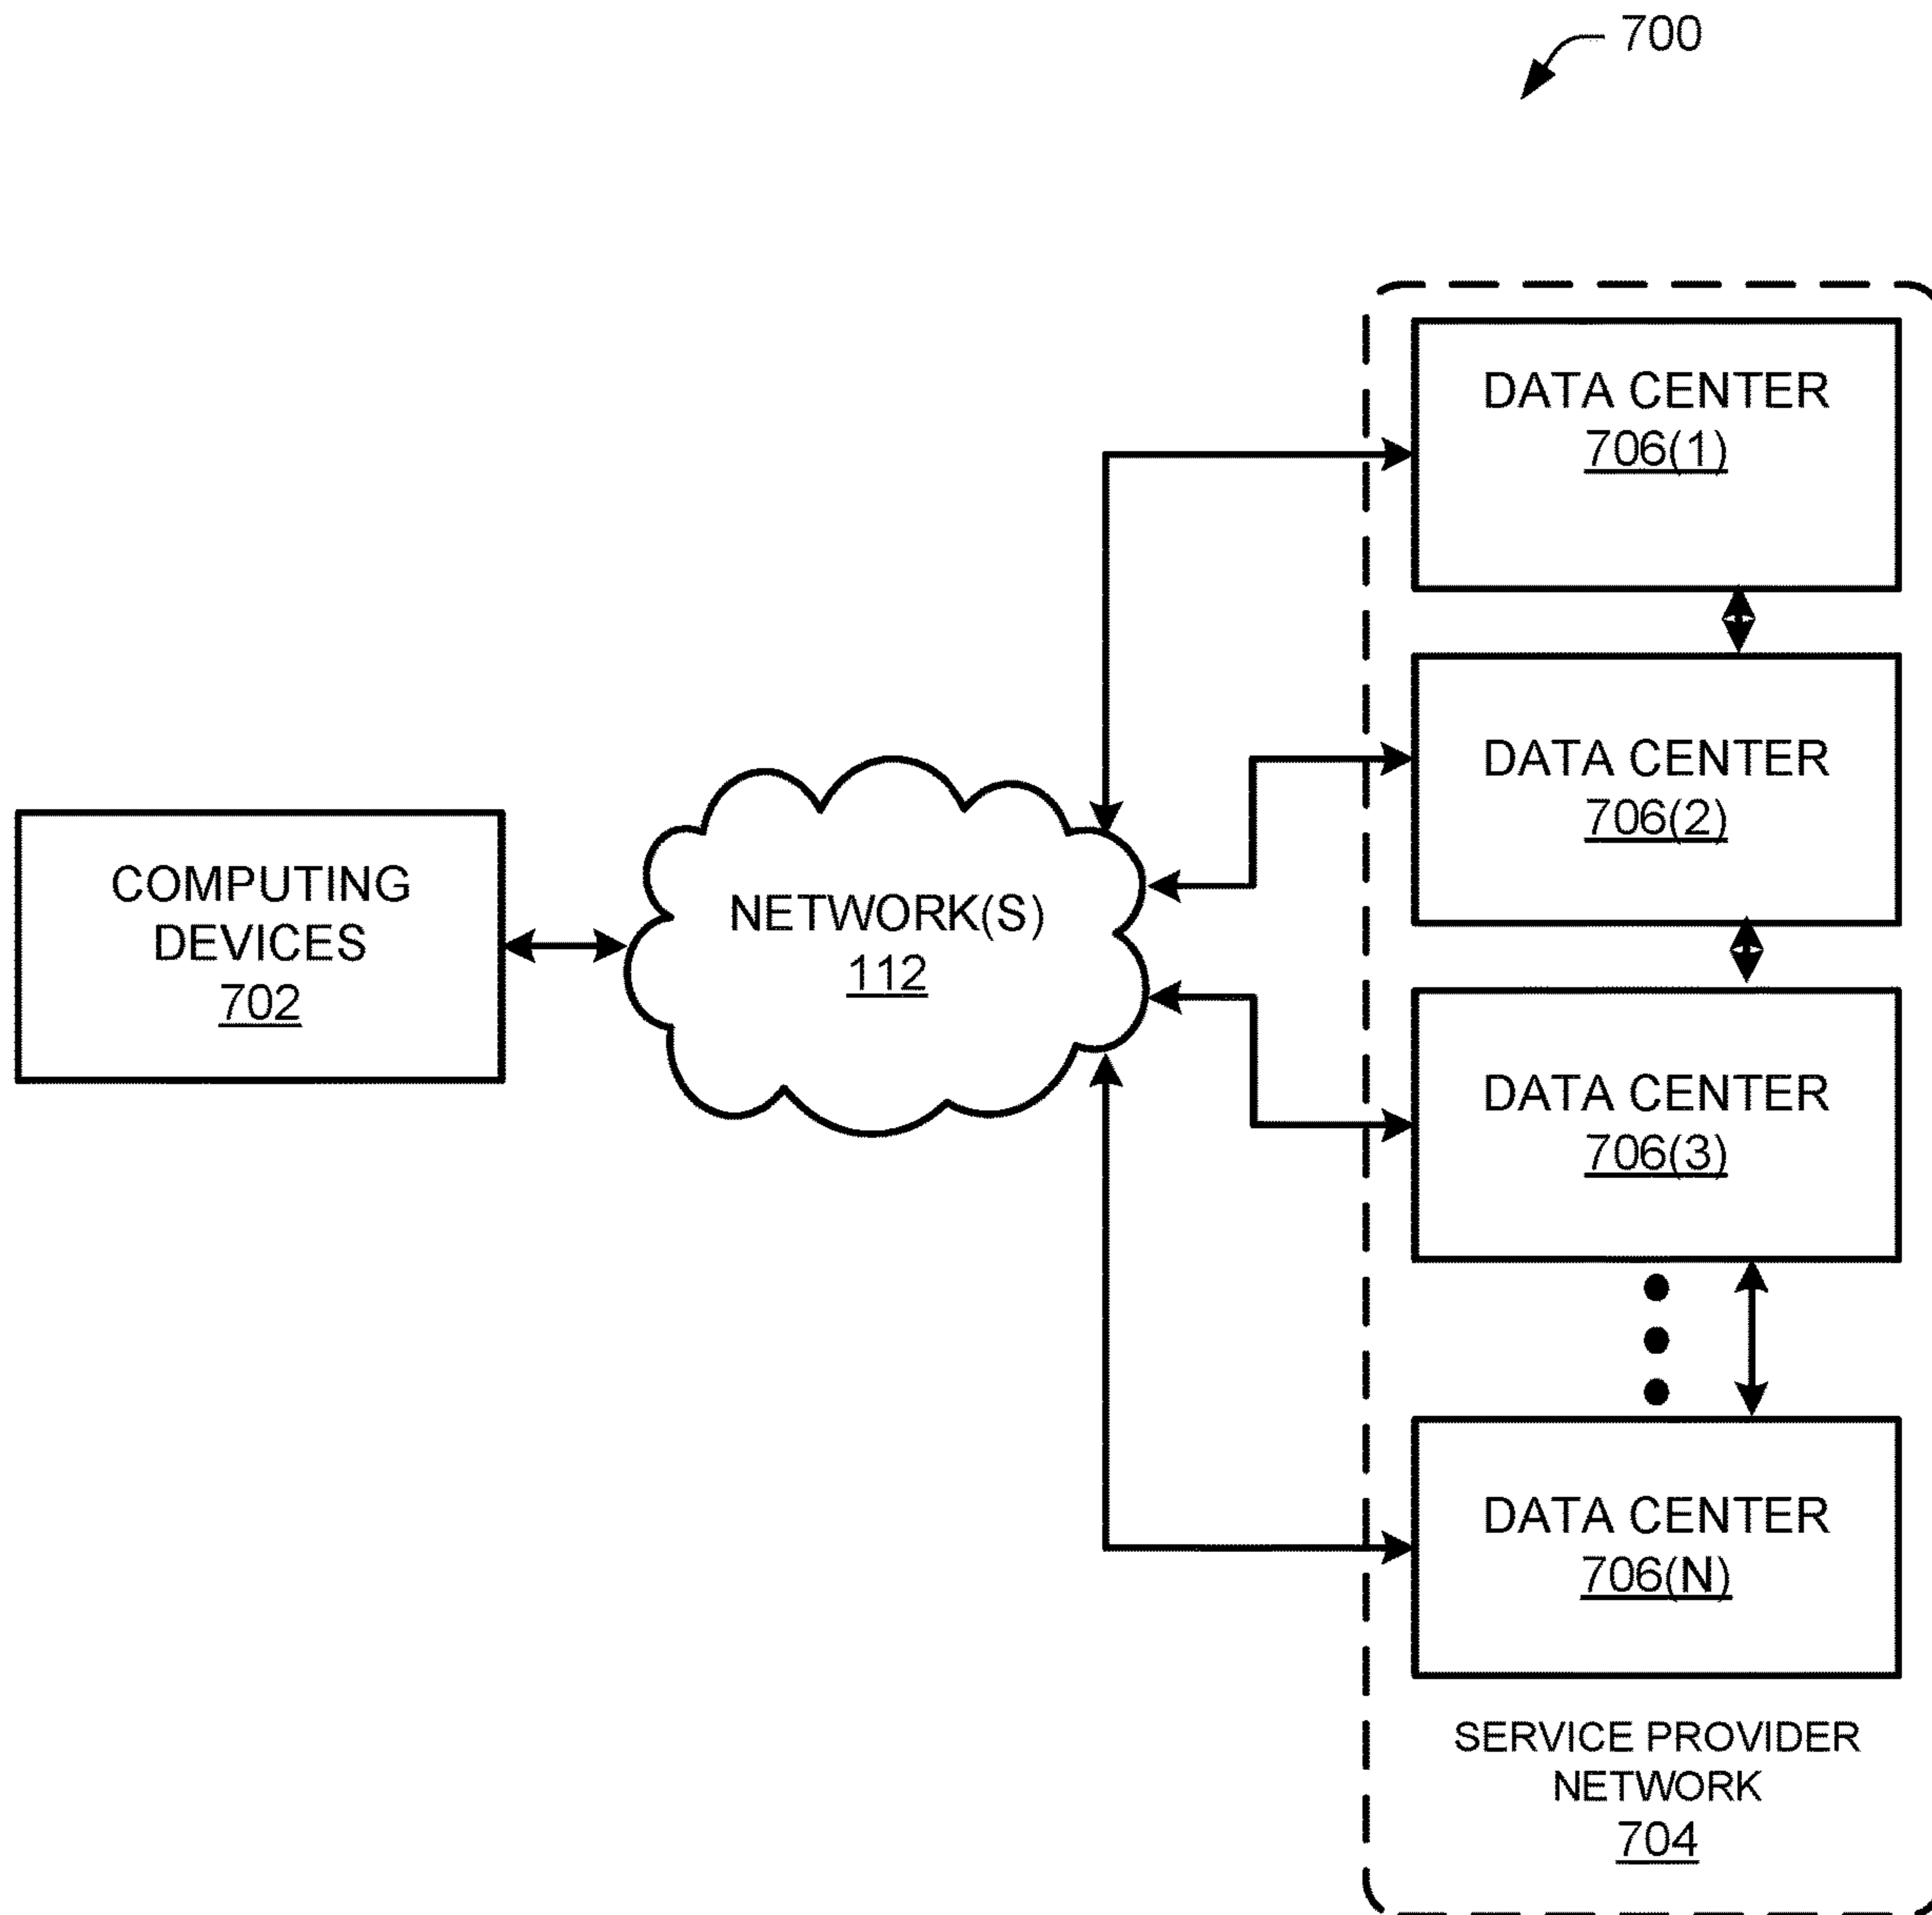 700
DATA CENTER
706(1)
DATA CENTER
706(2)
COMPUTING
DEVICES
702
NETWORK(S)
112
DATA CENTER
706(3)
DATA CENTER
706(N)
SERVICE PROVIDER
NETWORK
704